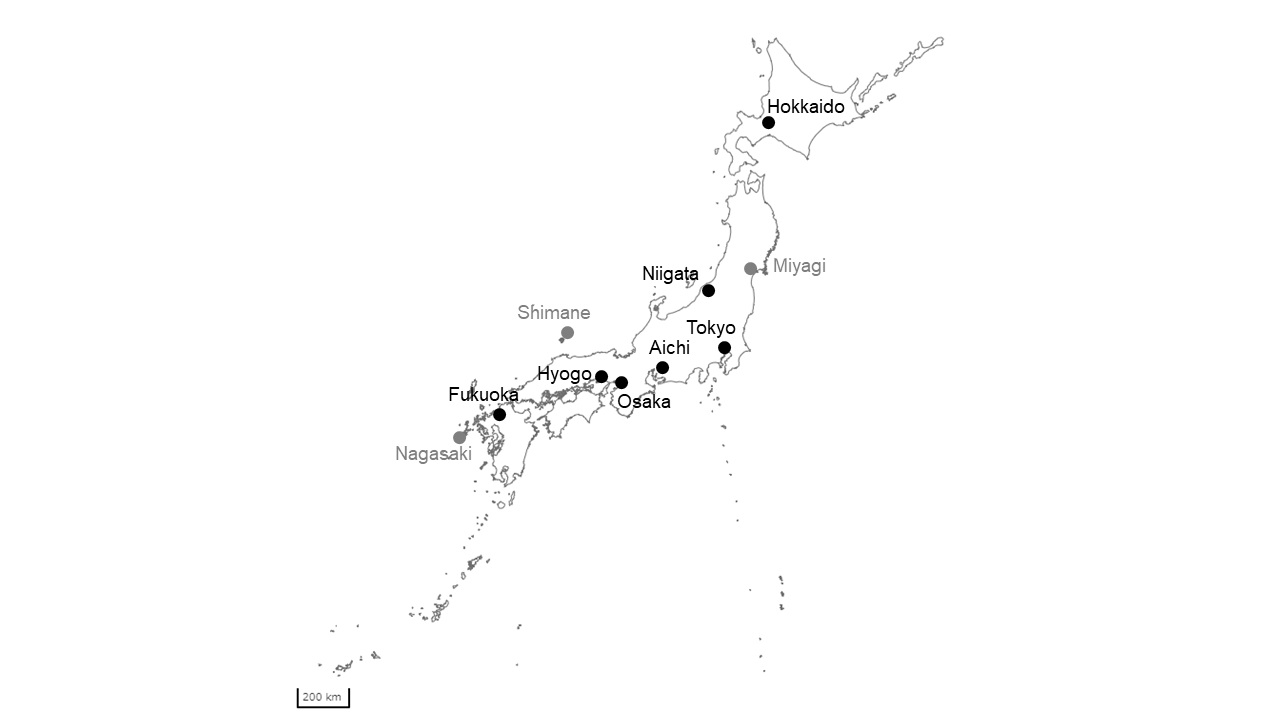 Hokkaido
Miyagi
Niigata
Shimane
Tokyo
Aichi
Hyogo
Fukuoka
Osaka
Nagasaki
200 km